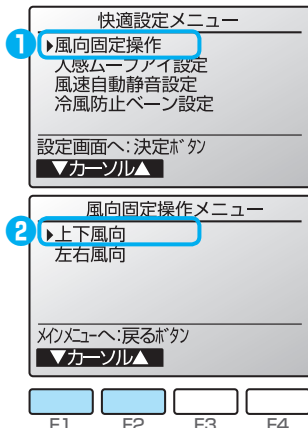 快適設定メニュー
1 ▶風向固定操作
人感ムーブアイ設定
風速自動静音設定
冷風防止ベーン設定
設定画面へ:決定ボタン
▼カーソル▲
風向固定操作メニュー
2 ▶上下風向
左右風向
メインメニューへ:戻るボタン
▼カーソル▲
F1 F2 F3 F4